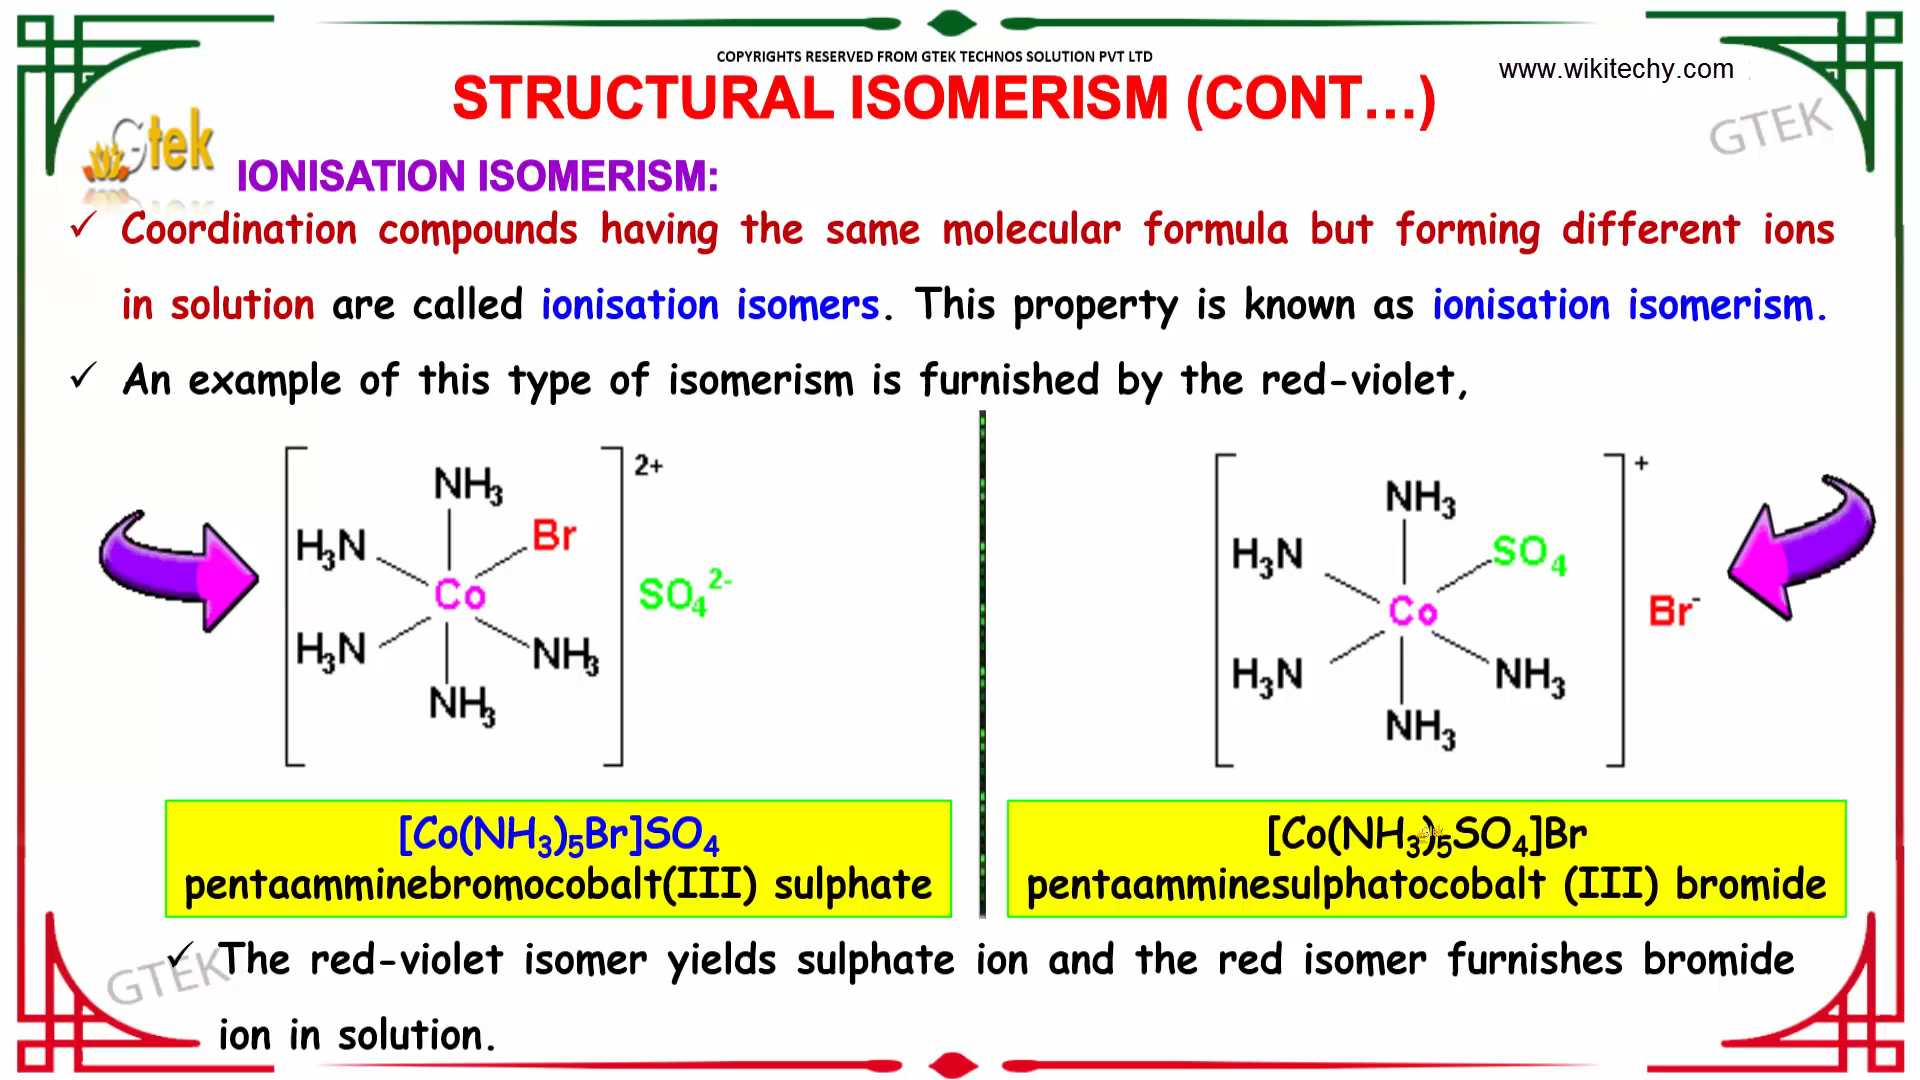 COPYRIGHTS RESERVED FROM GTEK TECHNOS SOLUTION PVT LTD
www.wikitechy.com
STRUCTURAL ISOMERISM (CONT...)
GTEK
Gtek
IONISATION ISOMERISM:
✓ Coordination compounds having the same molecular formula but forming different ions
in solution are called ionisation isomers. This property is known as ionisation isomerism.
✓ An example of this type of isomerism is furnished by the red-violet,
2+
NH₃
H₃N
Br
Co
SO₄²⁻
H₃N
NH₃
NH₃
+
NH₃
H₃N
SO₄
Co
Br⁻
H₃N
NH₃
NH₃
[Co(NH₃)₅Br]SO₄
pentaamminebromocobalt(III) sulphate
[Co(NH₃)₅SO₄]Br
pentaamminesulphatocobalt (III) bromide
✓ The red-violet isomer yields sulphate ion and the red isomer furnishes bromide
GTEK
ion in solution.